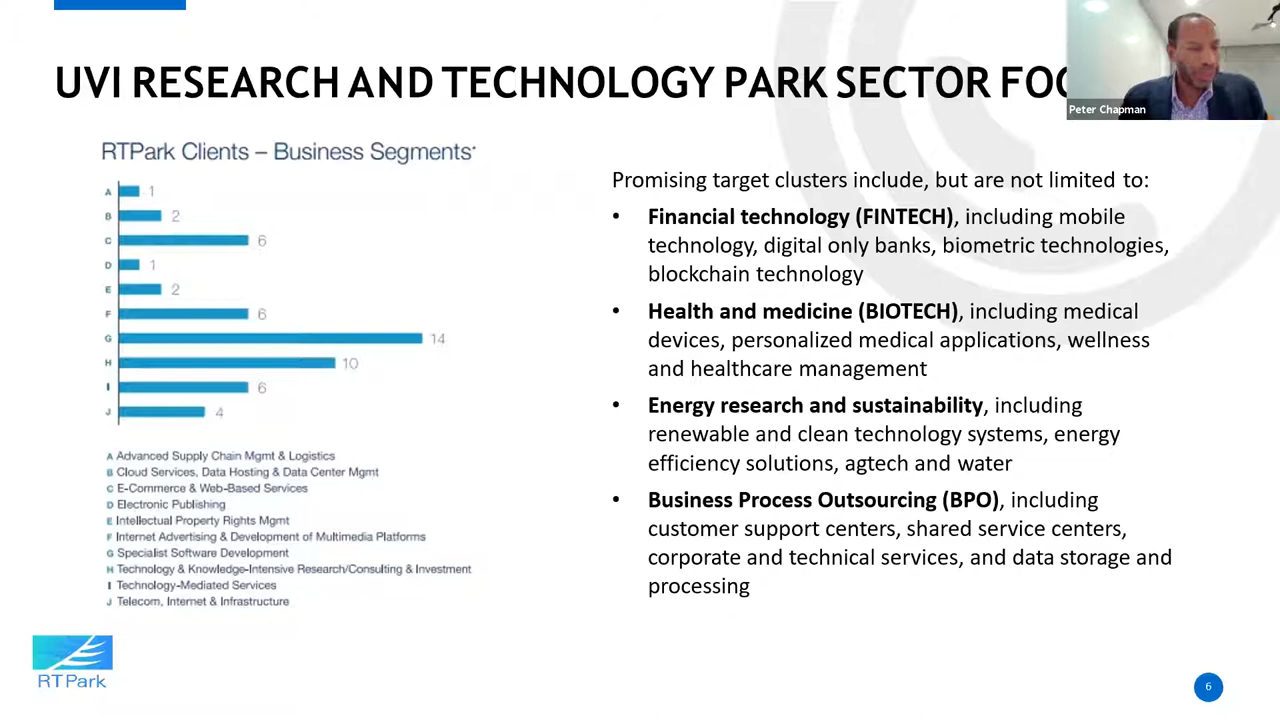 UVI RESEARCH AND TECHNOLOGY PARK SECTOR
Peter Chapman
RTPark Clients – Business Segments*
A 1
B 2
C 6
D 1
E 2
F 6
G 14
H 10
I 6
J 4
A Advanced Supply Chain Mgmt & Logistics
B Cloud Services, Data Hosting & Data Center Mgmt
C E-Commerce & Web-Based Services
D Electronic Publishing
E Intellectual Property Rights Mgmt
F Internet Advertising & Development of Multimedia Platforms
G Specialist Software Development
H Technology & Knowledge-Intensive Research/Consulting & Investment
I Technology-Mediated Services
J Telecom, Internet & Infrastructure
Promising target clusters include, but are not limited to:
• Financial technology (FINTECH), including mobile
technology, digital only banks, biometric technologies,
blockchain technology
• Health and medicine (BIOTECH), including medical
devices, personalized medical applications, wellness
and healthcare management
• Energy research and sustainability, including
renewable and clean technology systems, energy
efficiency solutions, agtech and water
• Business Process Outsourcing (BPO), including
customer support centers, shared service centers,
corporate and technical services, and data storage and
processing
RTPark
6